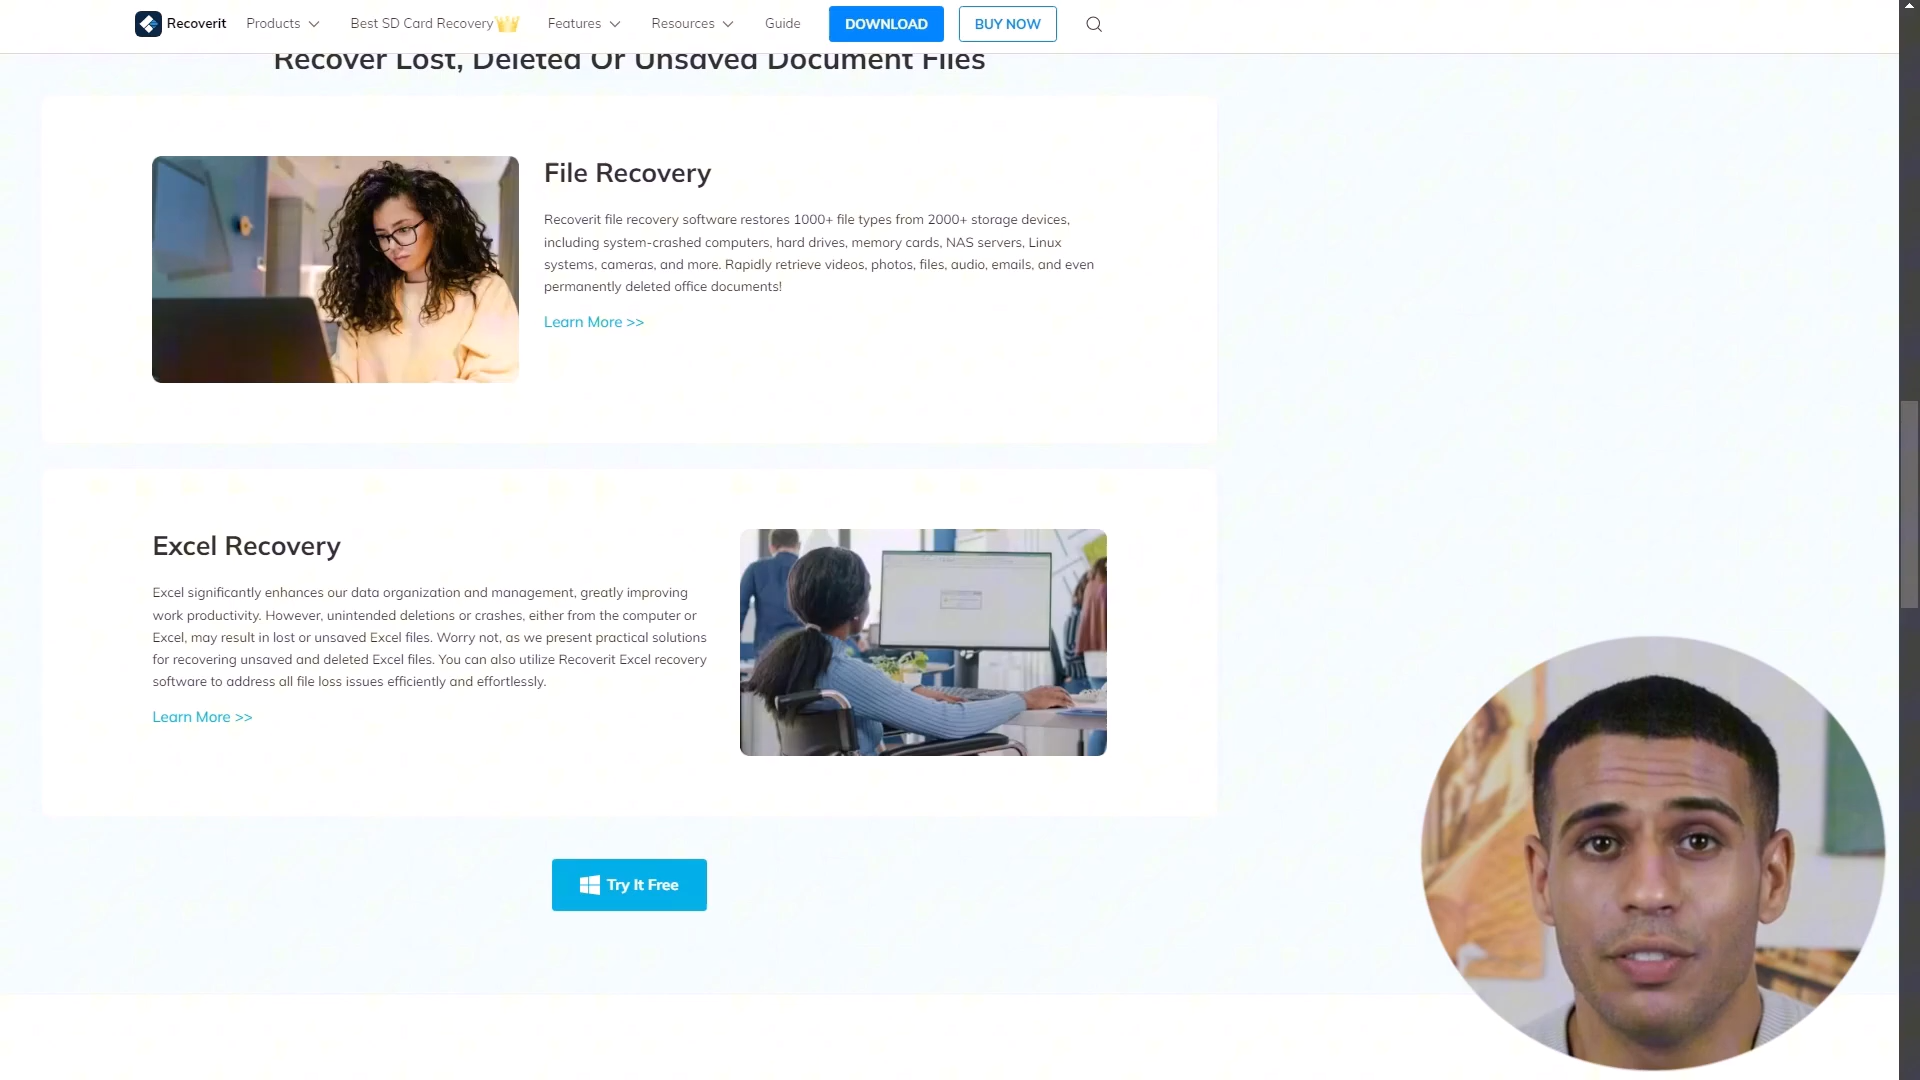 Recoverit Products Best SD Card Recovery Features Resources Guide DOWNLOAD BUY NOW
Recover Lost, Deleted Or Unsaved Document Files
File Recovery
Recoverit file recovery software restores 1000+ file types from 2000+ storage devices,
including system-crashed computers, hard drives, memory cards, NAS servers, Linux
systems, cameras, and more. Rapidly retrieve videos, photos, files, audio, emails, and even
permanently deleted office documents!
Learn More >>
Excel Recovery
Excel significantly enhances our data organization and management, greatly improving
work productivity. However, unintended deletions or crashes, either from the computer or
Excel, may result in lost or unsaved Excel files. Worry not, as we present practical solutions
for recovering unsaved and deleted Excel files. You can also utilize Recoverit Excel recovery
software to address all file loss issues efficiently and effortlessly.
Learn More >>
Try It Free